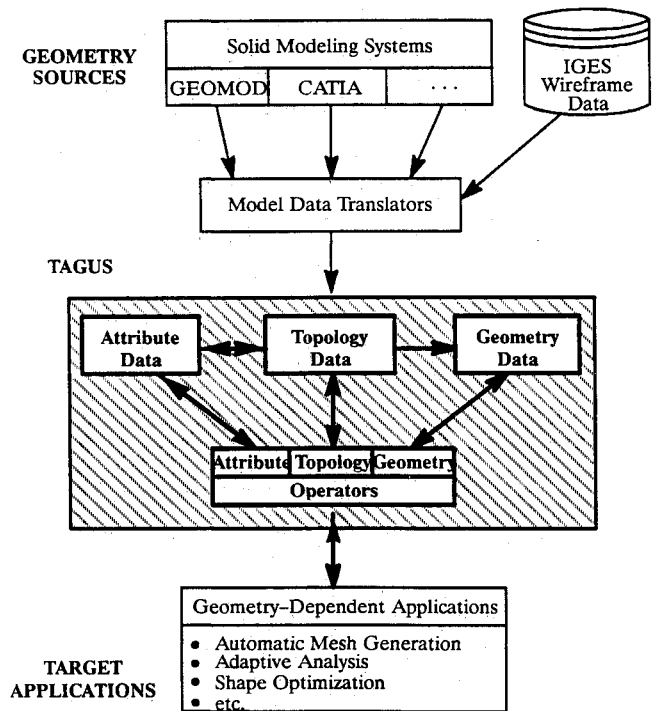 GEOMETRY
SOURCES
Solid Modeling Systems
GEOMOD
CATIA
...
IGES
Wireframe
Data
Model Data Translators
TAGUS
Attribute
Data
Topology
Data
Geometry
Data
Attribute
Topology
Geometry
Operators
Geometry–Dependent Applications
• Automatic Mesh Generation
• Adaptive Analysis
• Shape Optimization
• etc.
TARGET
APPLICATIONS